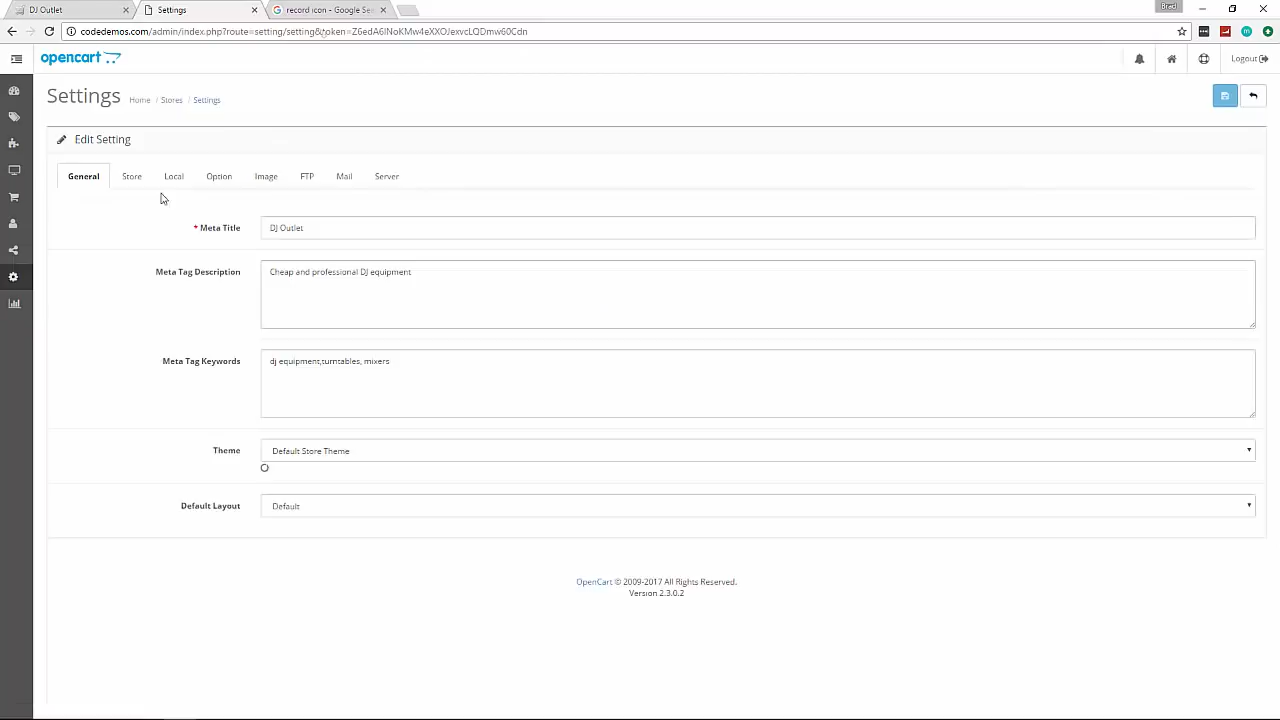 DJ Outlet
Settings
record icon - Google Sea
Brad
codedemos.com/admin/index.php?route=setting/setting&token=Z6edA6INoKMw4eXXOJexvcLQDmw60Cdn
opencart
Logout
Settings
Home / Stores / Settings
Edit Setting
General
Store
Local
Option
Image
FTP
Mail
Server
* Meta Title
DJ Outlet
Meta Tag Description
Cheap and professional DJ equipment
Meta Tag Keywords
dj equipment,turntables, mixers
Theme
Default Store Theme
Default Layout
Default
OpenCart © 2009-2017 All Rights Reserved.
Version 2.3.0.2